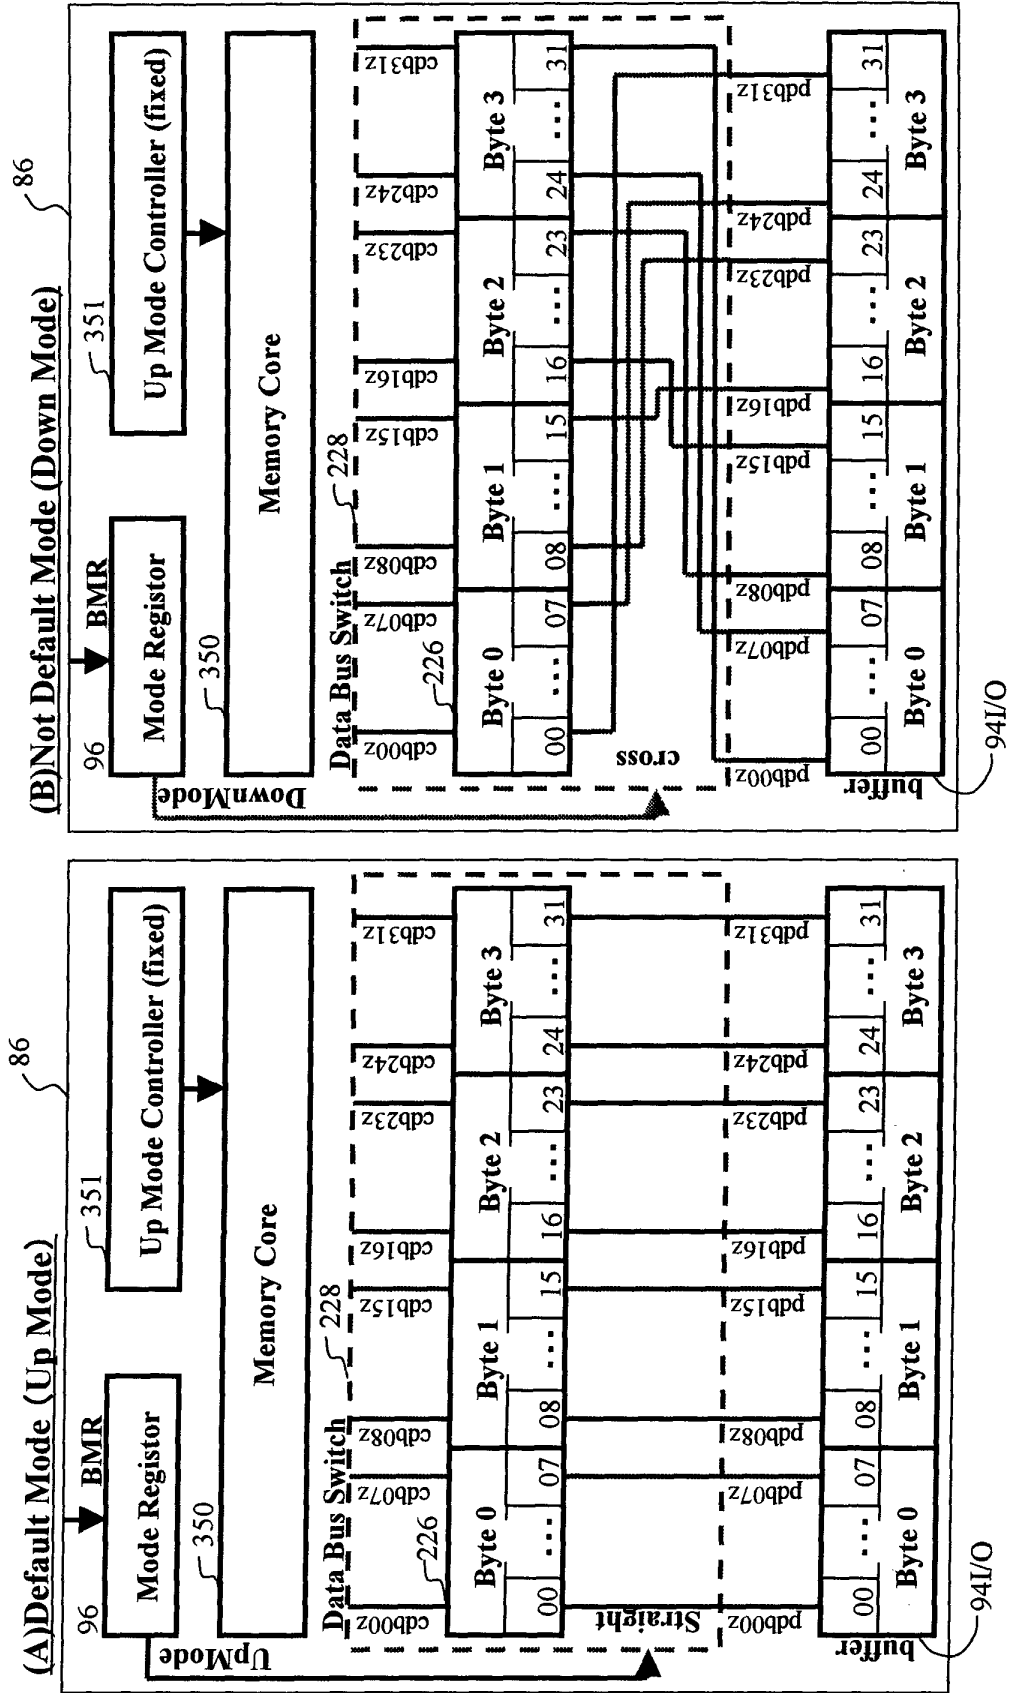 (A)Default Mode (Up Mode)
86
BMR
96
Mode Registor
351
Up Mode Controller (fixed)
UpMode
350
Memory Core
Data Bus Switch
228
cdb00z
cdb07z
cdb08z
cdb15z
cdb16z
cdb23z
cdb24z
cdb31z
226
Byte 0
Byte 1
Byte 2
Byte 3
00 ... 07 08 ... 15 16 ... 23 24 ... 31
Straight
pdb00z
pdb07z
pdb08z
pdb15z
pdb16z
pdb23z
pdb24z
pdb31z
00 ... 07 08 ... 15 16 ... 23 24 ... 31
Byte 0
Byte 1
Byte 2
Byte 3
buffer
94I/O
(B)Not Default Mode (Down Mode)
86
BMR
96
Mode Registor
351
Up Mode Controller (fixed)
DownMode
350
Memory Core
Data Bus Switch
228
cdb00z
cdb07z
cdb08z
cdb15z
cdb16z
cdb23z
cdb24z
cdb31z
226
Byte 0
Byte 1
Byte 2
Byte 3
00 ... 07 08 ... 15 16 ... 23 24 ... 31
cross
pdb00z
pdb07z
pdb08z
pdb15z
pdb16z
pdb23z
pdb24z
pdb31z
00 ... 07 08 ... 15 16 ... 23 24 ... 31
Byte 0
Byte 1
Byte 2
Byte 3
buffer
94I/O